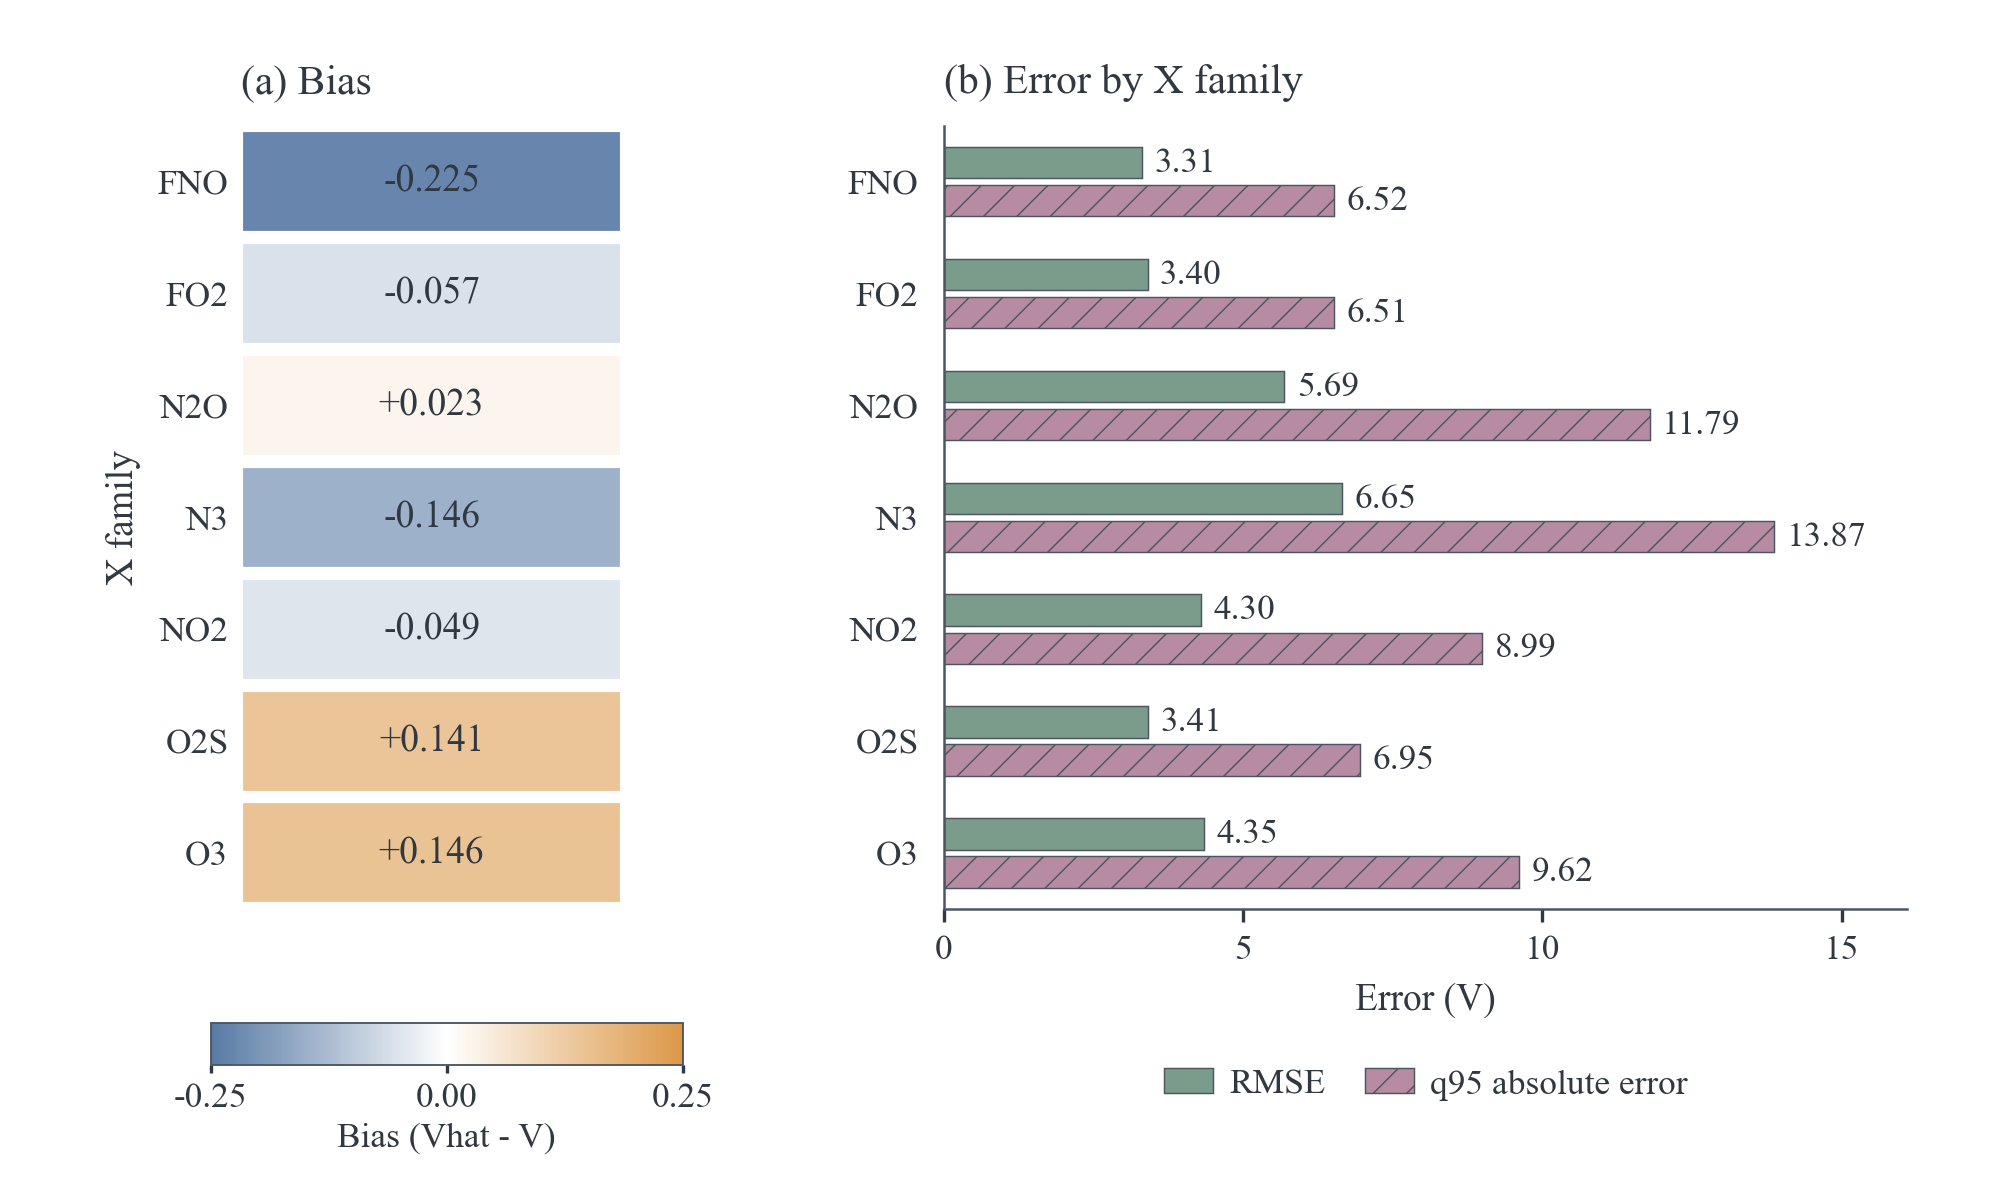 (a) Bias
X family
FNO
-0.225
FO2
-0.057
N2O
+0.023
N3
-0.146
NO2
-0.049
O2S
+0.141
O3
+0.146
-0.25 0.00 0.25
Bias (Vhat - V)
(b) Error by X family
FNO
3.31
6.52
FO2
3.40
6.51
N2O
5.69
11.79
N3
6.65
13.87
NO2
4.30
8.99
O2S
3.41
6.95
O3
4.35
9.62
0 5 10 15
Error (V)
RMSE q95 absolute error